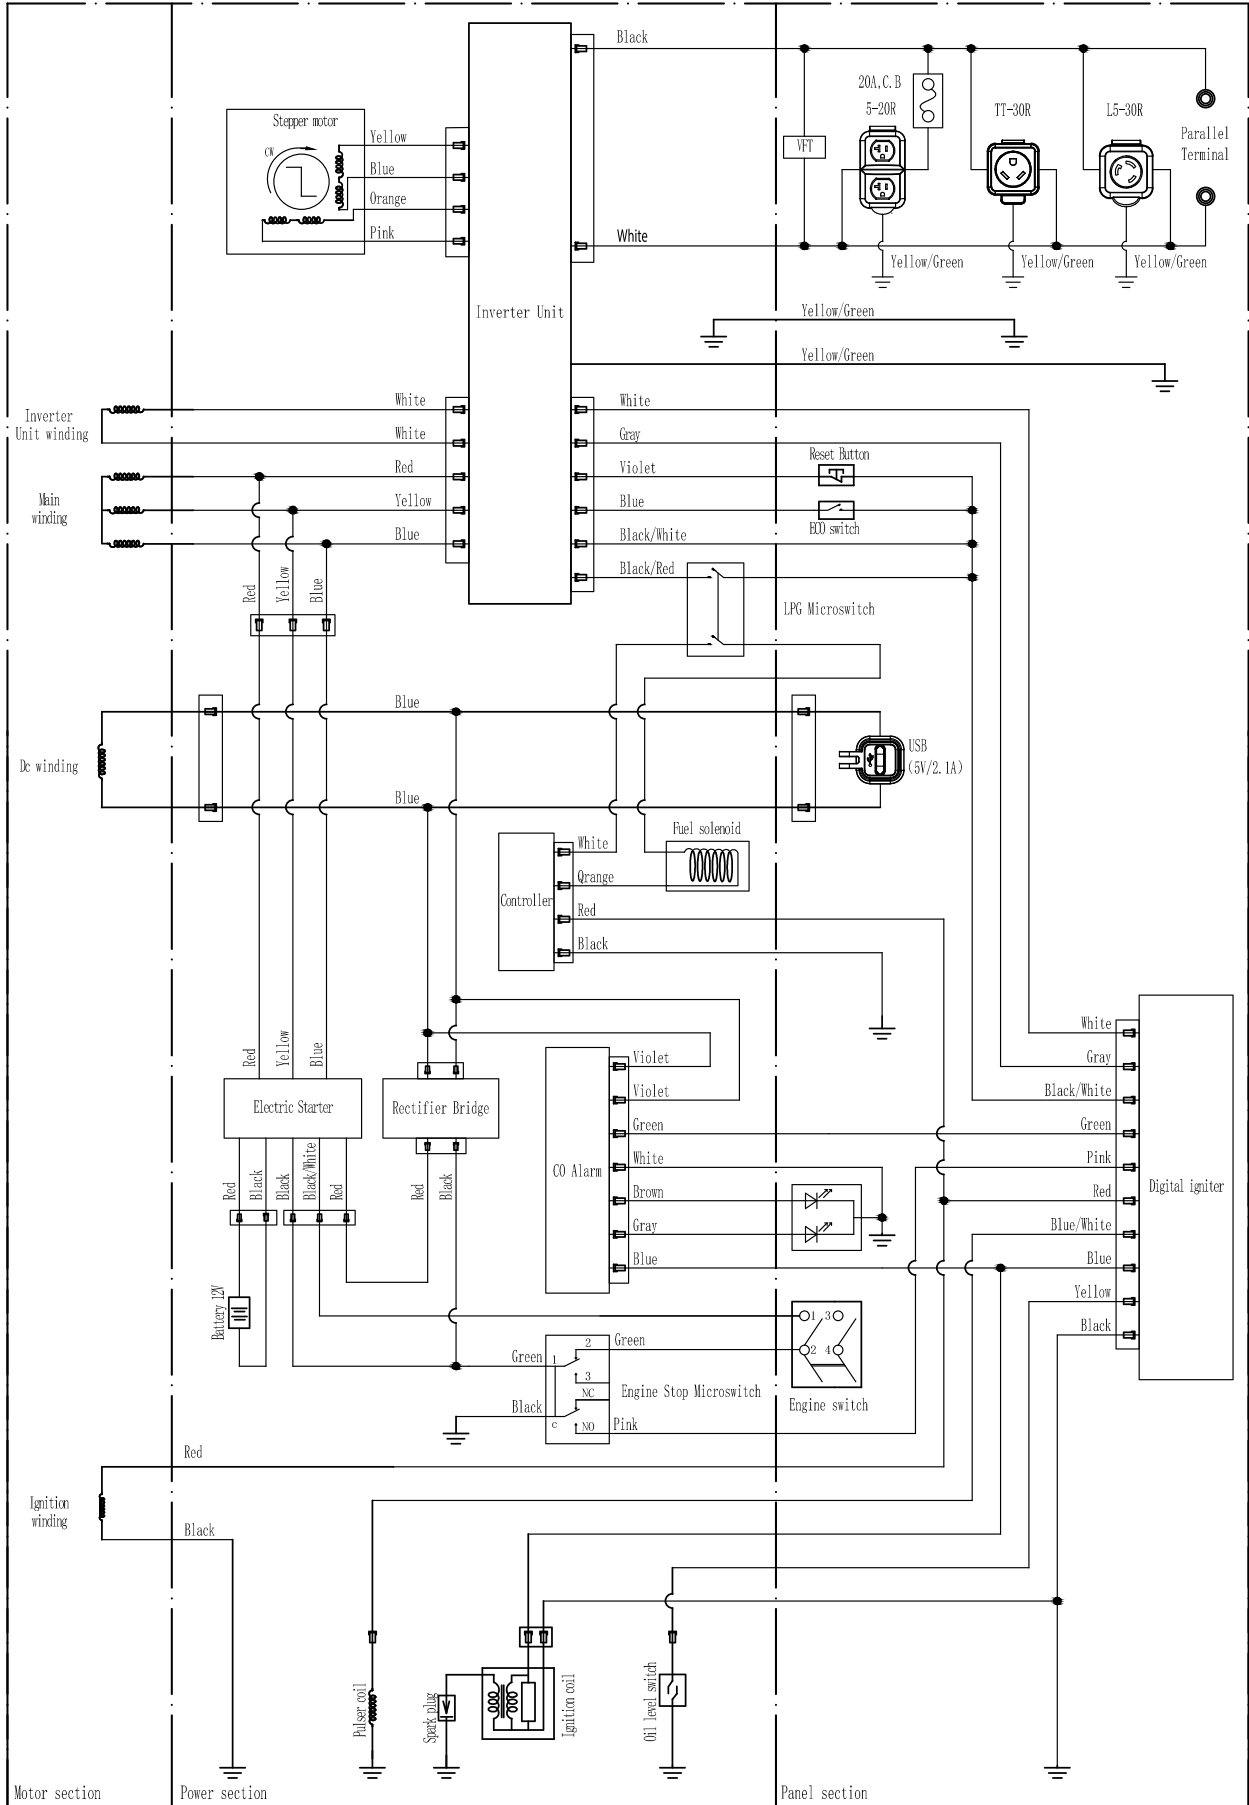 Black
20A,C.B
5-20R
TT-30R
L5-30R
Parallel
Terminal
VFT
Stepper motor
CW
Yellow
Blue
Orange
Pink
White
Yellow/Green
Yellow/Green
Yellow/Green
Inverter Unit
Yellow/Green
Yellow/Green
Inverter
Unit winding
White
White
White
Gray
Main
winding
Red
Yellow
Blue
Violet
Blue
Black/White
Black/Red
Reset Button
ECO switch
LPG Microswitch
Red
Yellow
Blue
Dc winding
Blue
Blue
USB
(5V/2.1A)
Controller
White
Qrange
Red
Black
Fuel solenoid
Red
Yellow
Blue
Electric Starter
Rectifier Bridge
Red
Black
Black
Black/White
Red
Red
Black
Battery 12V
CO Alarm
Violet
Violet
Green
White
Brown
Gray
Blue
White
Gray
Black/White
Green
Pink
Red
Blue/White
Blue
Yellow
Black
Digital igniter
1 3
2 4
Engine switch
Green
1
2
Green
3
NC
Engine Stop Microswitch
Black
c
NO
Pink
Ignition
winding
Red
Black
Pulser coil
Spark plug
Ignition coil
Oil level switch
Motor section
Power section
Panel section